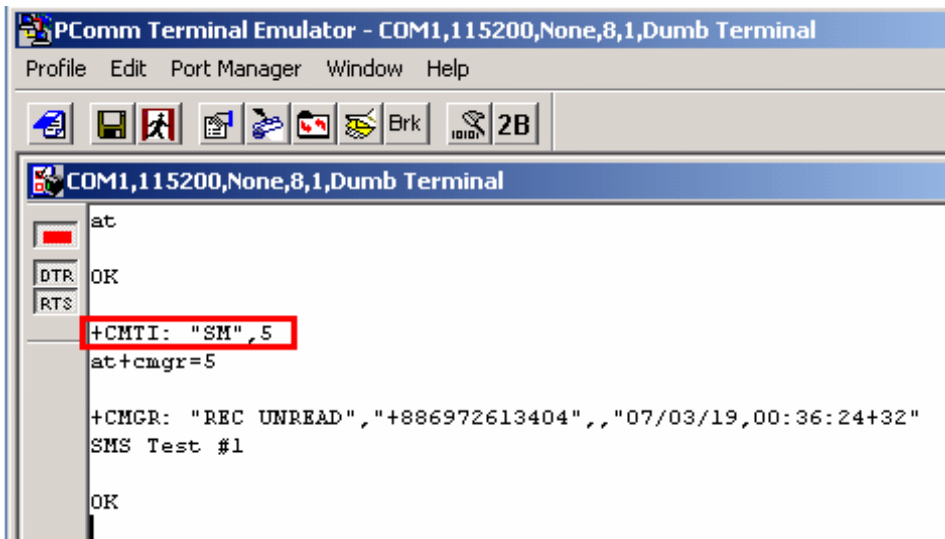 PComm Terminal Emulator - COM1,115200,None,8,1,Dumb Terminal
Profile Edit Port Manager Window Help
Brk 2B
COM1,115200,None,8,1,Dumb Terminal
at
DTR
OK
RTS
+CMTI: "SM",5
at+cmgr=5
+CMGR: "REC UNREAD","+886972613404",,"07/03/19,00:36:24+32"
SMS Test #1
OK